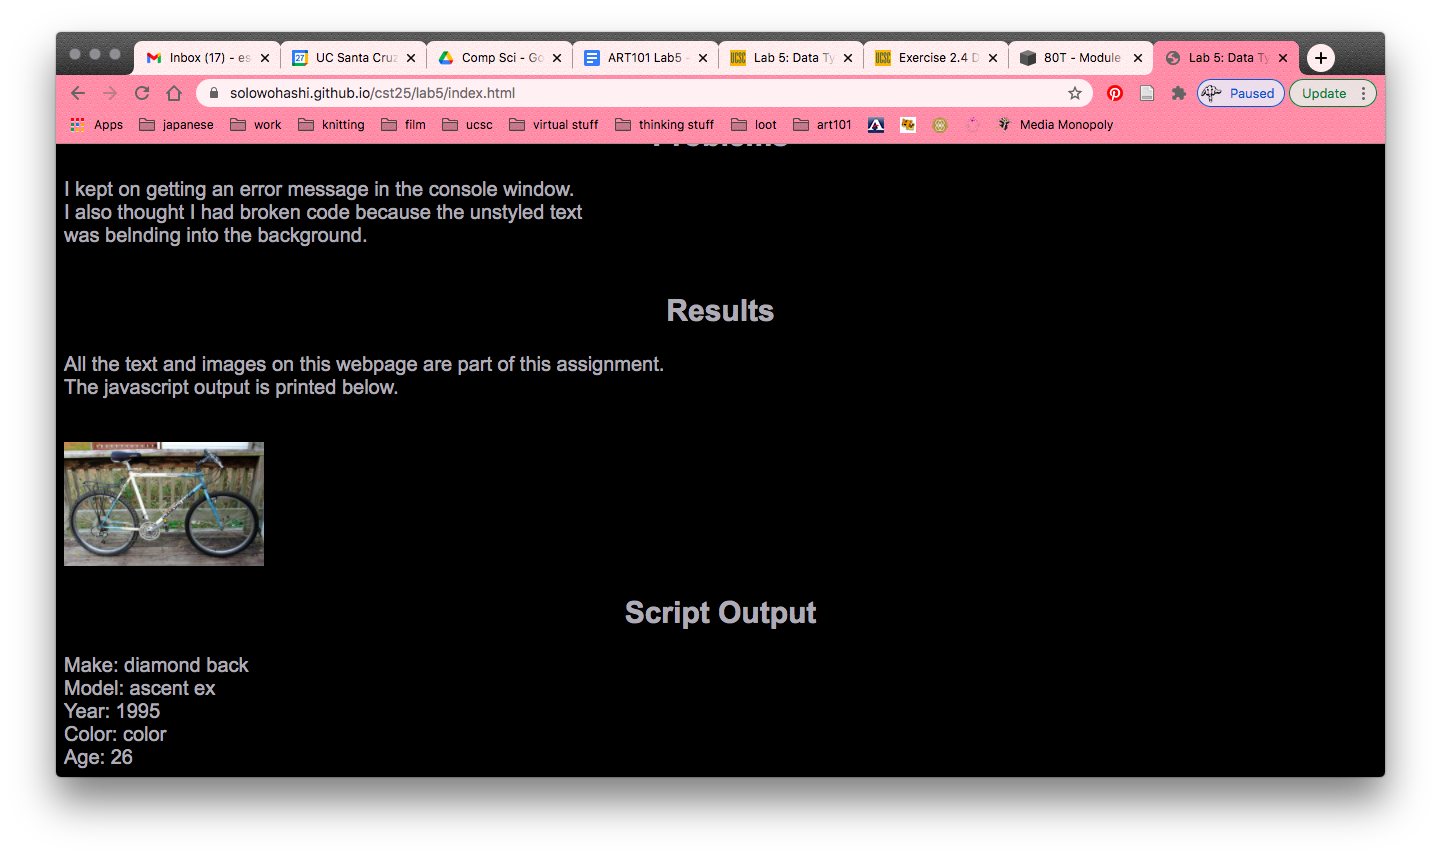 Inbox (17) - es
UC Santa Cruz
Comp Sci - Go
ART101 Lab5 -
Lab 5: Data Ty
Exercise 2.4 D
80T - Module
Lab 5: Data Ty
solowohashi.github.io/cst25/lab5/index.html
Paused
Update
Apps
japanese
work
knitting
film
ucsc
virtual stuff
thinking stuff
loot
art101
Media Monopoly
Problems
I kept on getting an error message in the console window.
I also thought I had broken code because the unstyled text
was belnding into the background.
Results
All the text and images on this webpage are part of this assignment.
The javascript output is printed below.
Script Output
Make: diamond back
Model: ascent ex
Year: 1995
Color: color
Age: 26